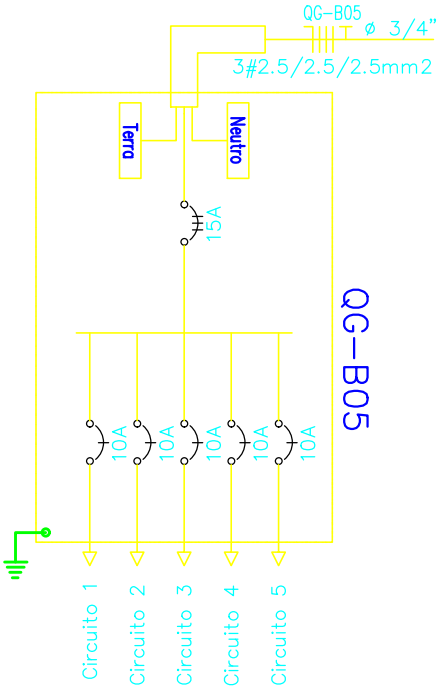 QG-B05
ø 3/4"
3#2.5/2.5/2.5mm2
Terra
Neutro
15A
QG-B05
10A
10A
10A
10A
10A
Circuito 1
Circuito 2
Circuito 3
Circuito 4
Circuito 5